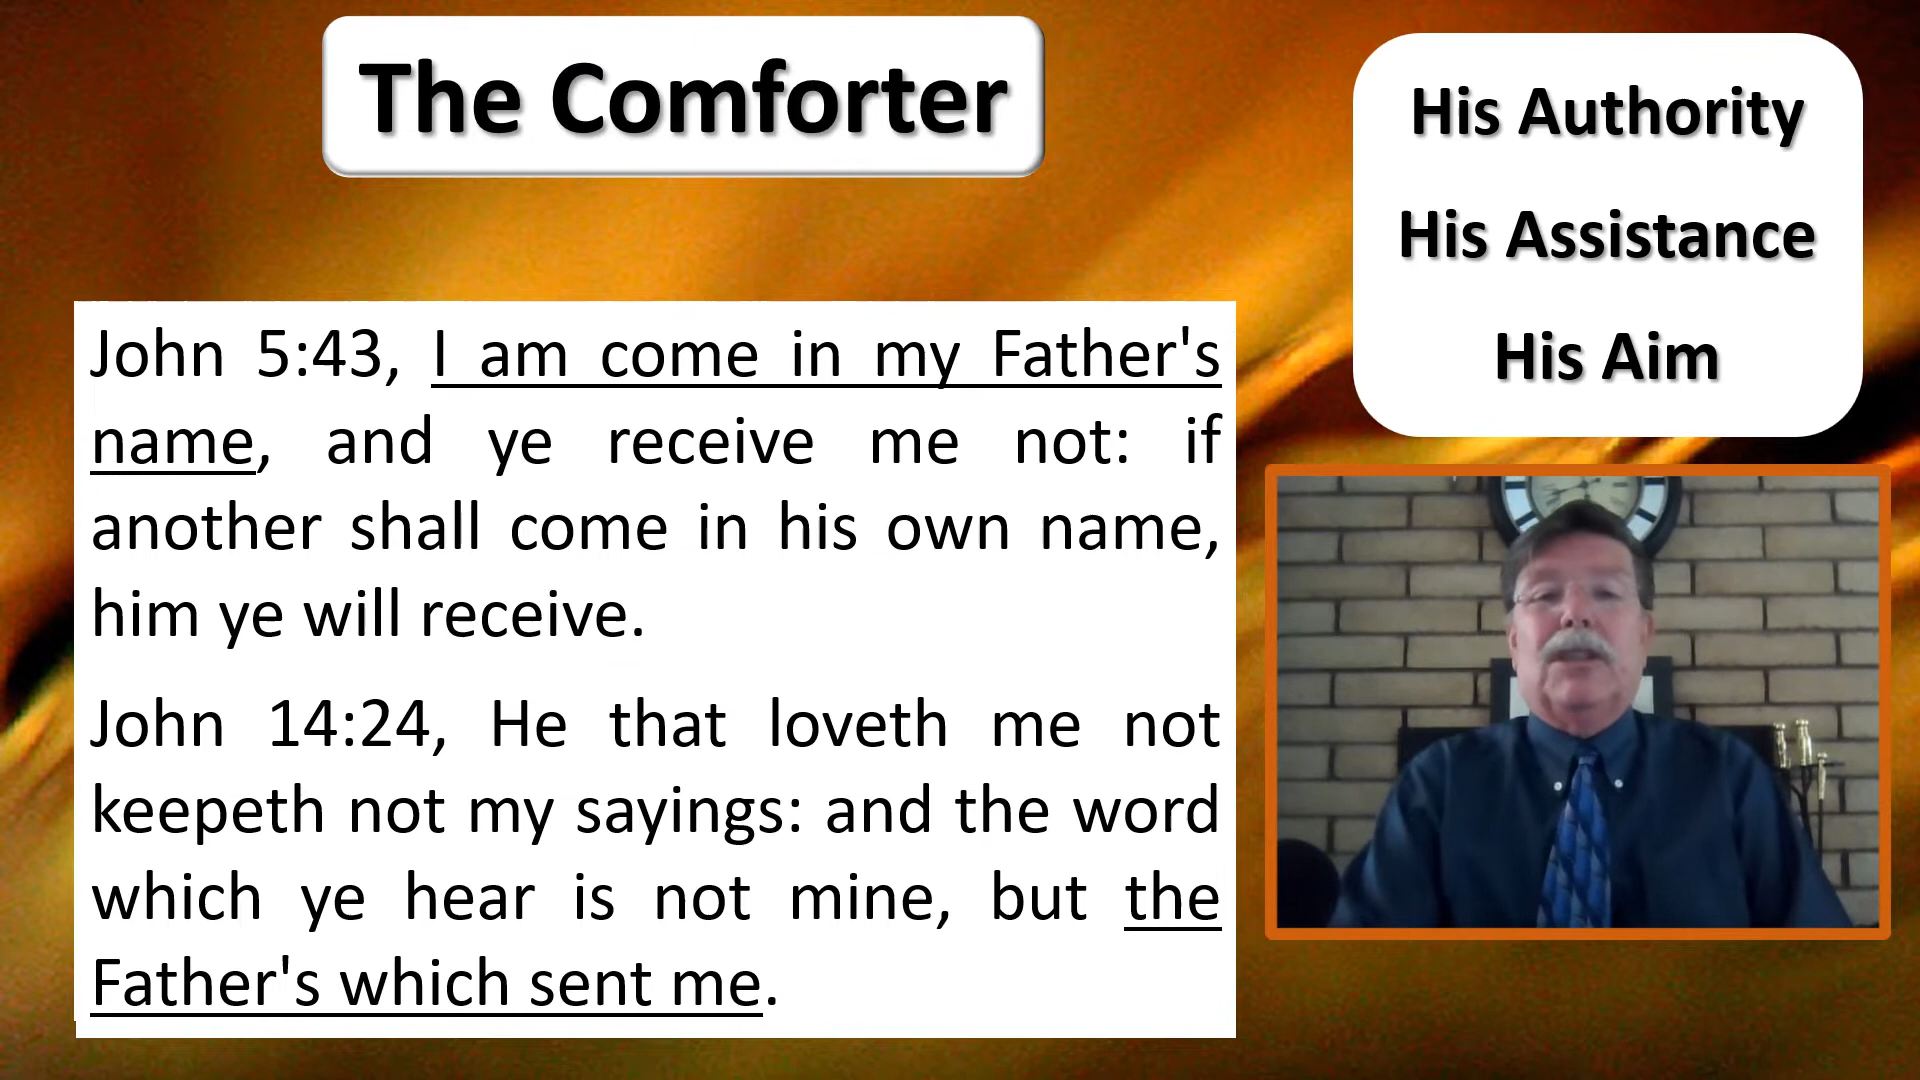 The Comforter
His Authority
His Assistance
His Aim
John 5:43, I am come in my Father's
name, and ye receive me not: if
another shall come in his own name,
him ye will receive.
John 14:24, He that loveth me not
keepeth not my sayings: and the word
which ye hear is not mine, but the
Father's which sent me.